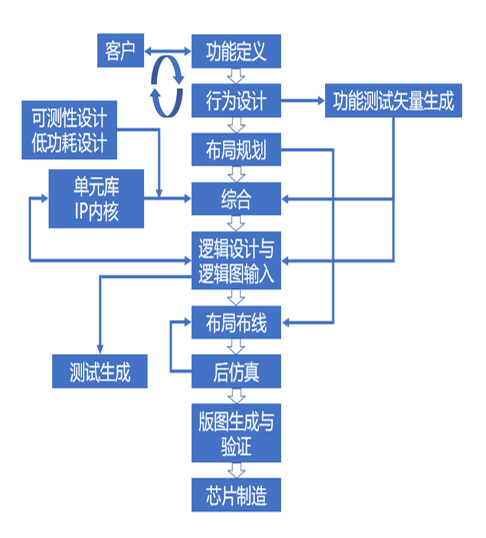 客户
功能定义
行为设计
功能测试矢量生成
可测性设计
低功耗设计
布局规划
单元库
IP内核
综合
逻辑设计与
逻辑图输入
布局布线
测试生成
后仿真
版图生成与
验证
芯片制造